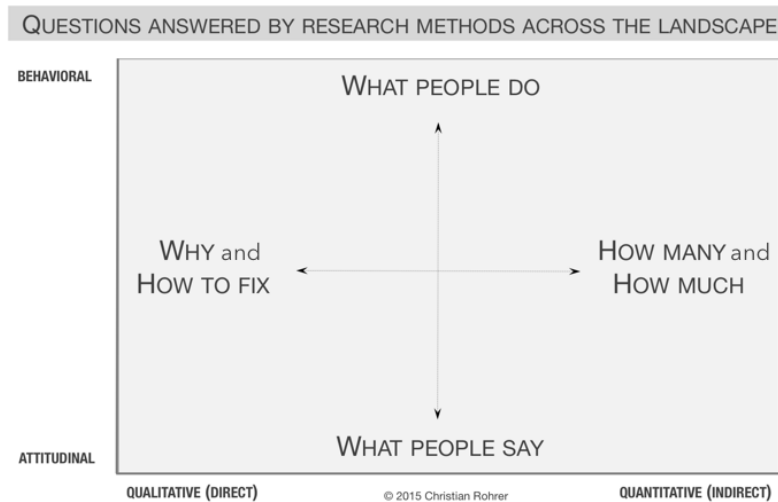 QUESTIONS ANSWERED BY RESEARCH METHODS ACROSS THE LANDSCAPE
BEHAVIORAL
WHAT PEOPLE DO
WHY and
HOW TO FIX
HOW MANY and
HOW MUCH
WHAT PEOPLE SAY
ATTITUDINAL
QUALITATIVE (DIRECT)
© 2015 Christian Rohrer
QUANTITATIVE (INDIRECT)